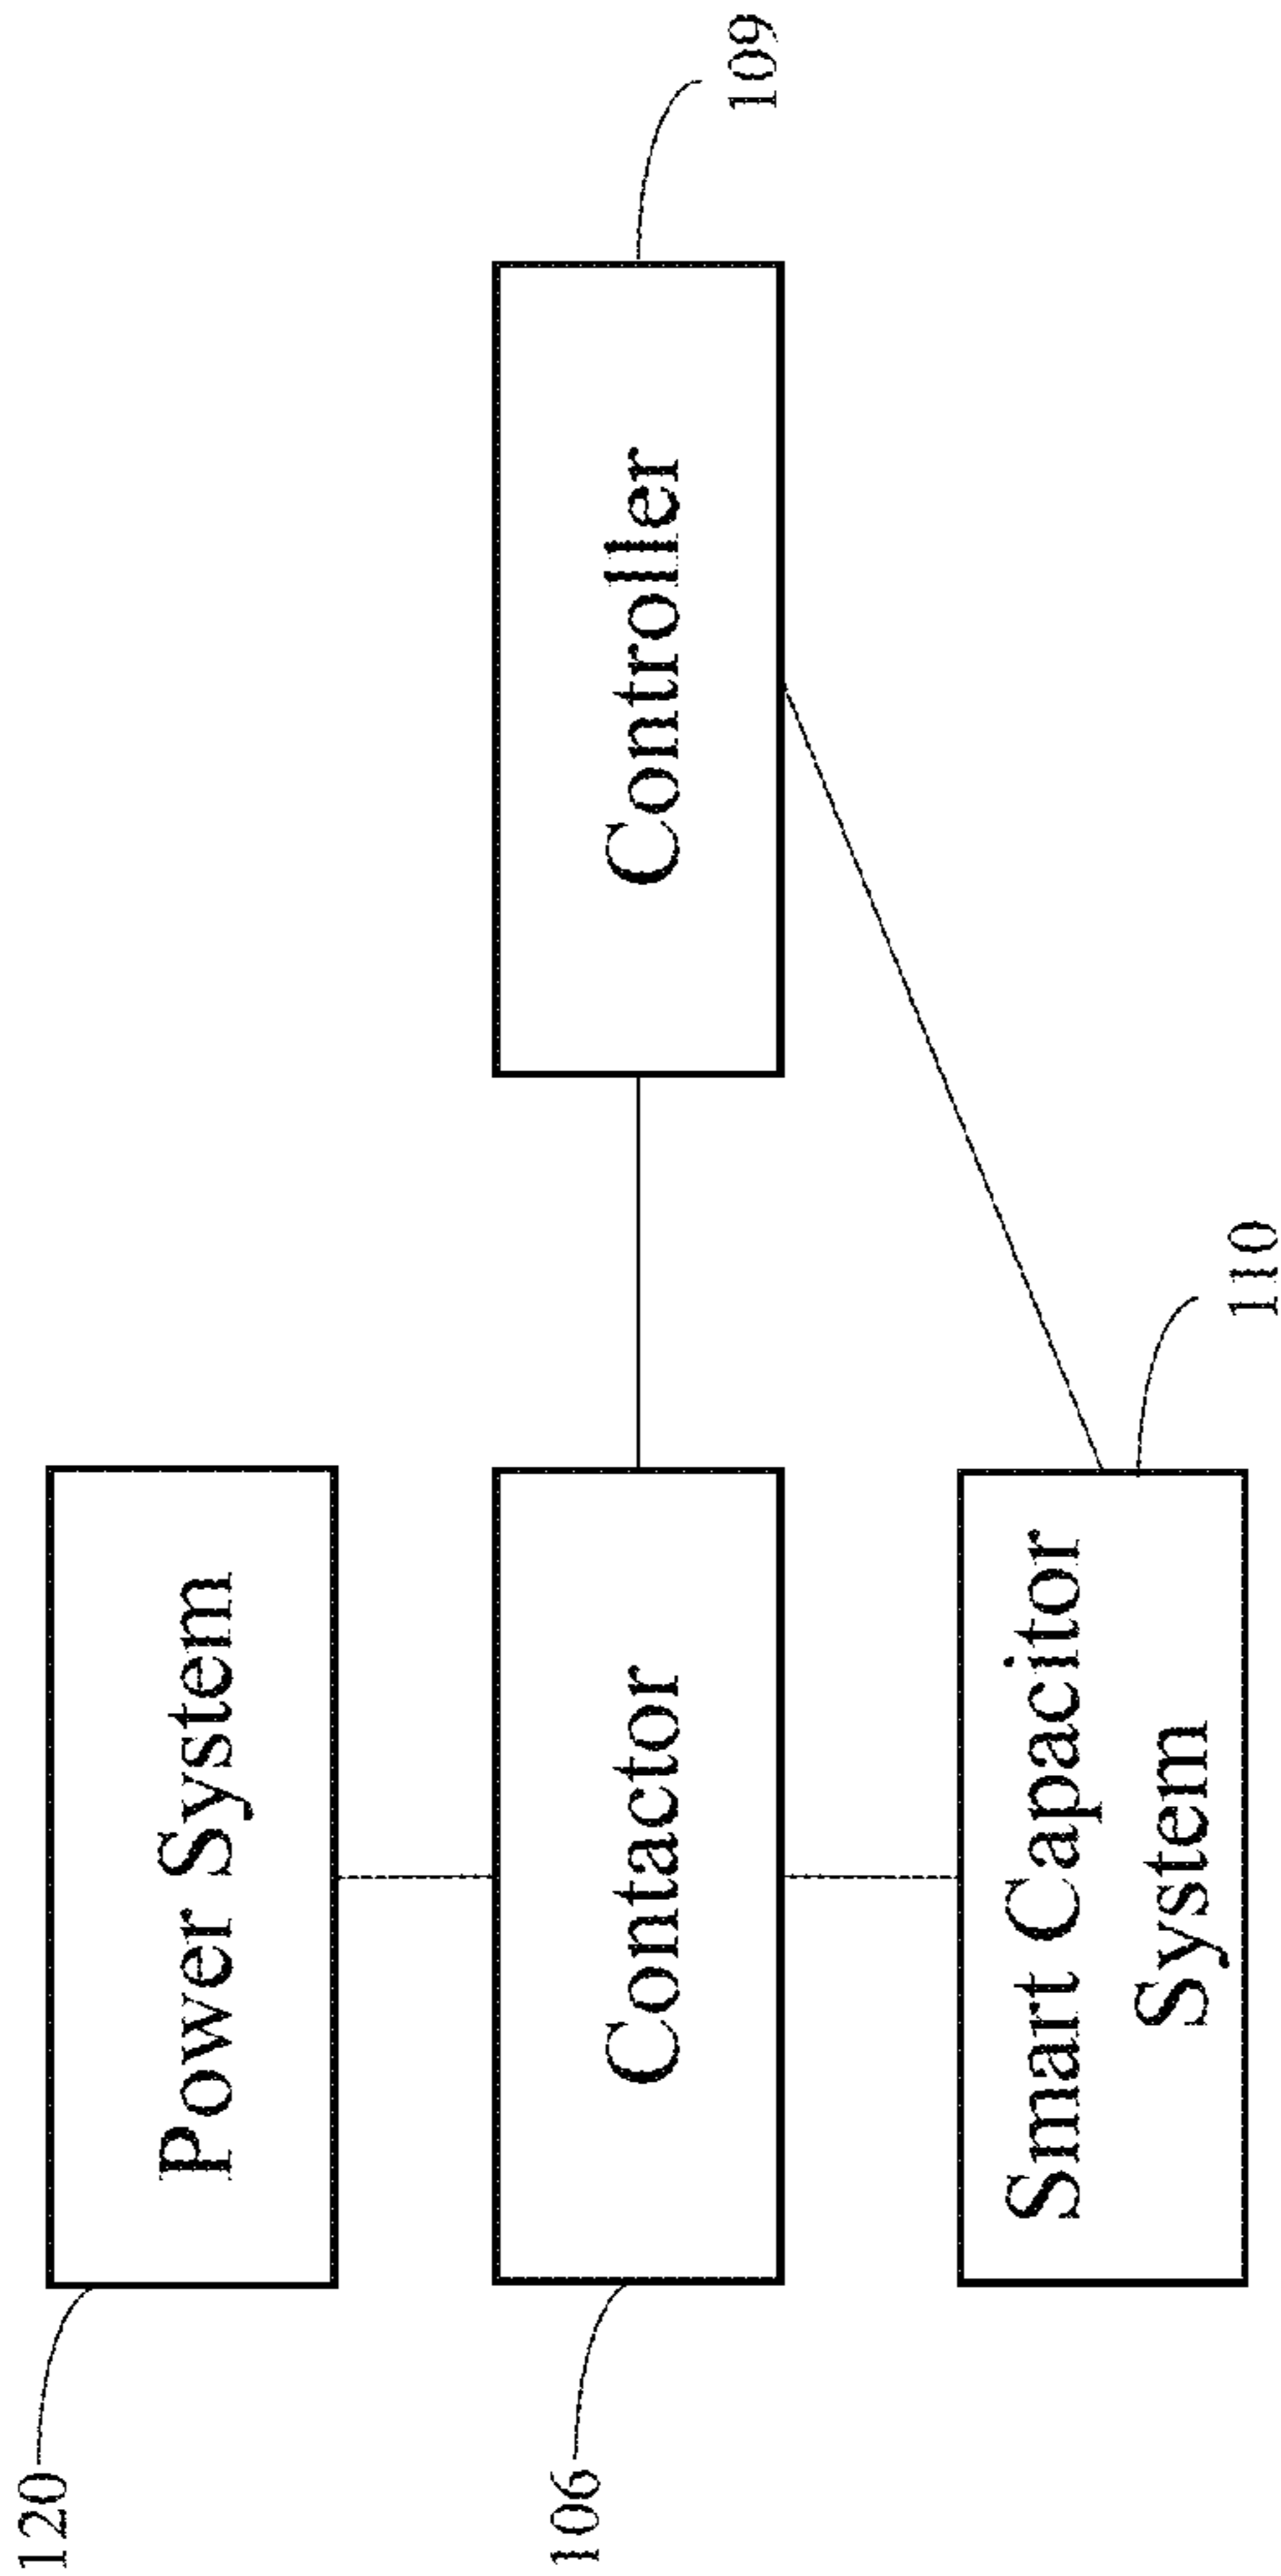 120
Power System
106
Contactor
Controller
109
Smart Capacitor
System
110